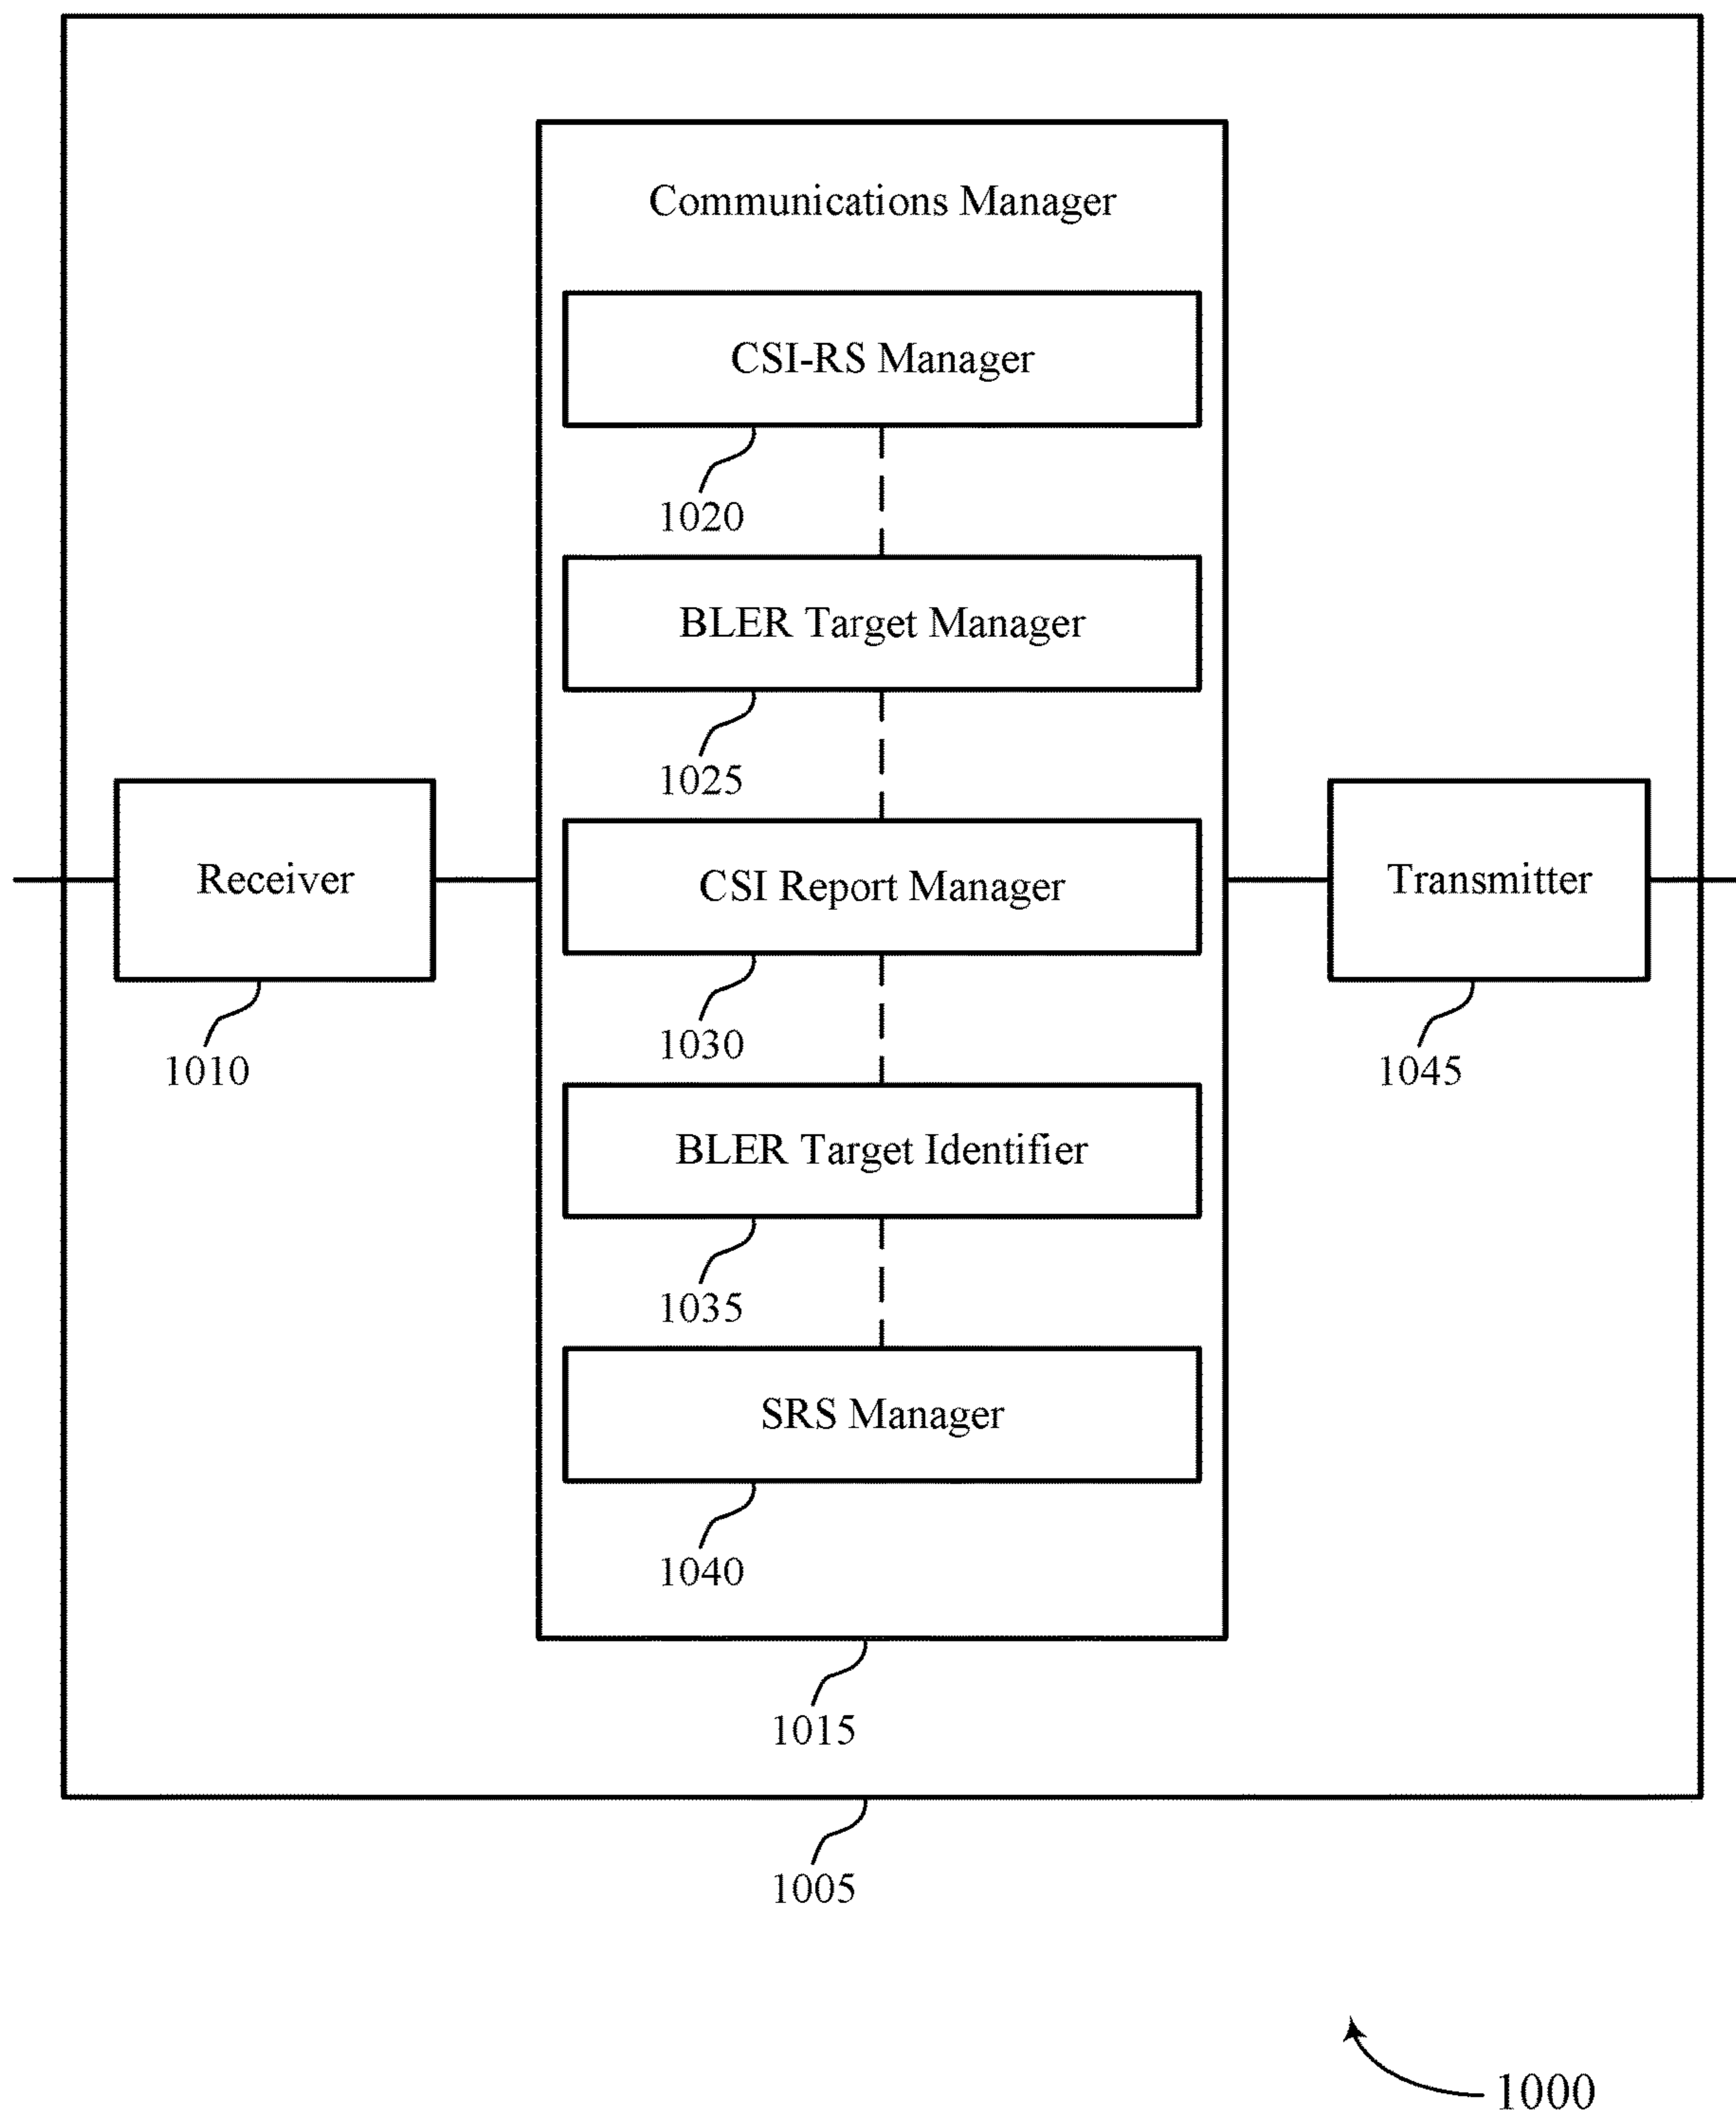 Communications Manager
CSI-RS Manager
1020
BLER Target Manager
1025
Receiver
1010
CSI Report Manager
1030
Transmitter
1045
BLER Target Identifier
1035
SRS Manager
1040
1015
1005
1000